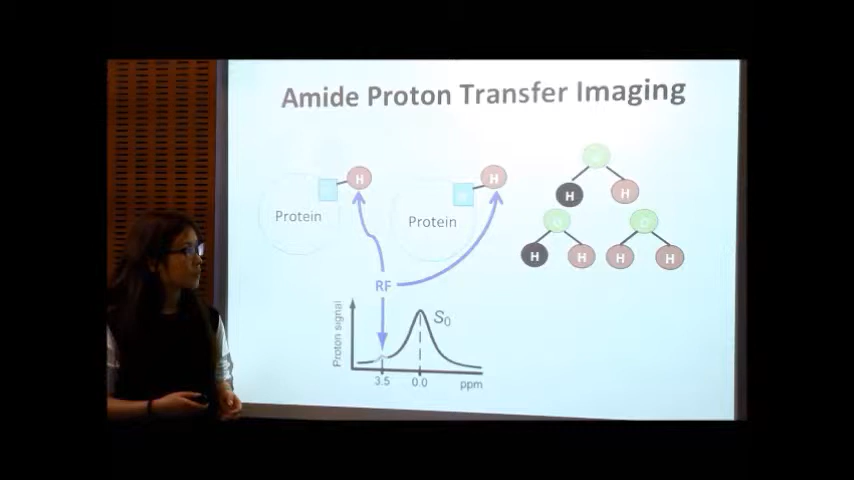 Amide Proton Transfer Imaging
H
H
Protein
Protein
H
H
H
H
H
H
RF
Proton signal
S0
3.5
0.0
ppm